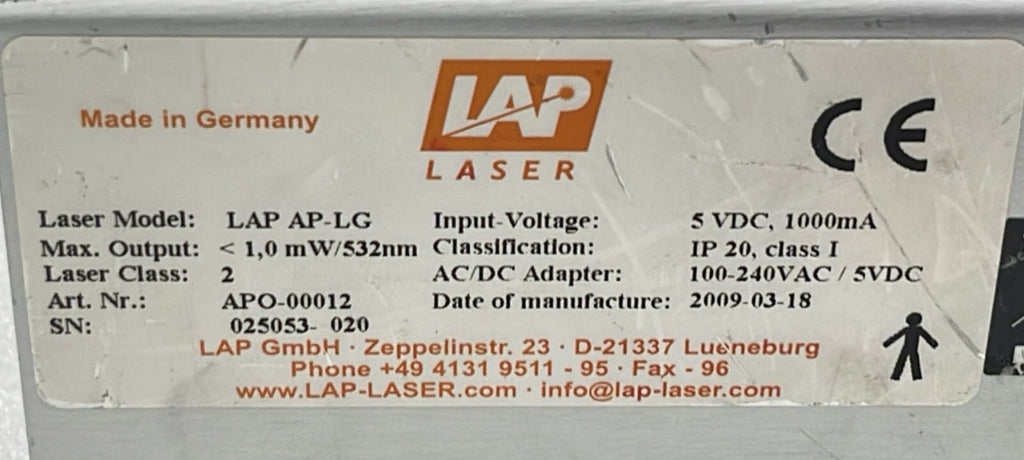 Made in Germany
LAP
LASER
CE
Laser Model: LAP AP-LG Input-Voltage: 5 VDC, 1000mA
Max. Output: < 1,0 mW/532nm Classification: IP 20, class I
Laser Class: 2 AC/DC Adapter: 100-240VAC / 5VDC
Art. Nr.: APO-00012 Date of manufacture: 2009-03-18
SN: 025053- 020
LAP GmbH · Zeppelinstr. 23 · D-21337 Lueneburg
Phone +49 4131 9511 - 95 · Fax - 96
www.LAP-LASER.com · info@lap-laser.com